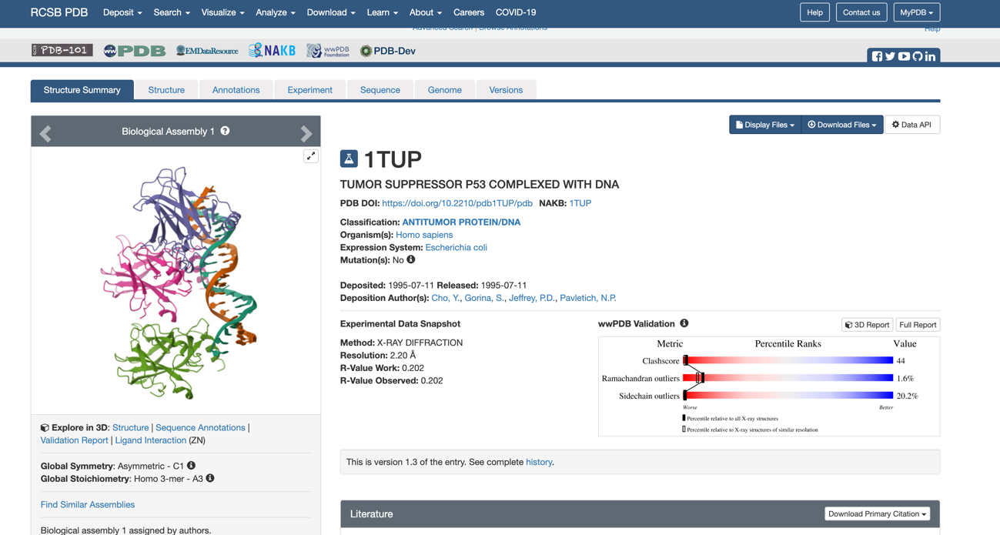 RCSB PDB Deposit Search Visualize Analyze Download Learn About Careers COVID-19 Help Contact us MyPDB
Advanced Search | Browse Annotations Help
PDB-101 wwPDB EMDataResource NAKB wwPDB Foundation PDB-Dev
Structure Summary Structure Annotations Experiment Sequence Genome Versions
Biological Assembly 1
Display Files Download Files Data API
1TUP
TUMOR SUPPRESSOR P53 COMPLEXED WITH DNA
PDB DOI: https://doi.org/10.2210/pdb1TUP/pdb NAKB: 1TUP
Classification: ANTITUMOR PROTEIN/DNA
Organism(s): Homo sapiens
Expression System: Escherichia coli
Mutation(s): No
Deposited: 1995-07-11 Released: 1995-07-11
Deposition Author(s): Cho, Y., Gorina, S., Jeffrey, P.D., Pavletich, N.P.
Experimental Data Snapshot
Method: X-RAY DIFFRACTION
Resolution: 2.20 Å
R-Value Work: 0.202
R-Value Observed: 0.202
wwPDB Validation 3D Report Full Report
Metric Percentile Ranks Value
Clashscore 44
Ramachandran outliers 1.6%
Sidechain outliers 20.2%
Worse Better
Percentile relative to all X-ray structures
Percentile relative to X-ray structures of similar resolution
Explore in 3D: Structure | Sequence Annotations |
Validation Report | Ligand Interaction (ZN)
Global Symmetry: Asymmetric - C1
Global Stoichiometry: Homo 3-mer - A3
Find Similar Assemblies
Biological assembly 1 assigned by authors.
This is version 1.3 of the entry. See complete history.
Literature Download Primary Citation